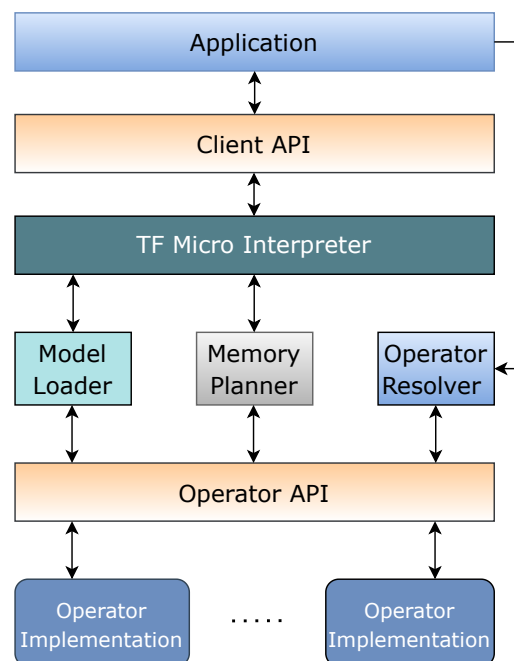 Application
Client API
TF Micro Interpreter
Model
Loader
Memory
Planner
Operator
Resolver
Operator API
Operator
Implementation
.....
Operator
Implementation